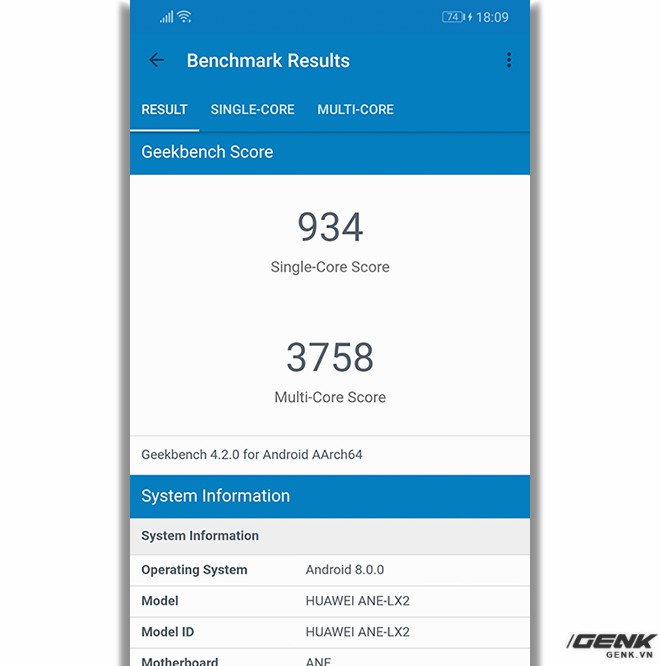 74 18:09
Benchmark Results
RESULT SINGLE-CORE MULTI-CORE
Geekbench Score
934
Single-Core Score
3758
Multi-Core Score
Geekbench 4.2.0 for Android AArch64
System Information
System Information
Operating System Android 8.0.0
Model HUAWEI ANE-LX2
Model ID HUAWEI ANE-LX2
Motherboard ANE
GENK
GENK.VN